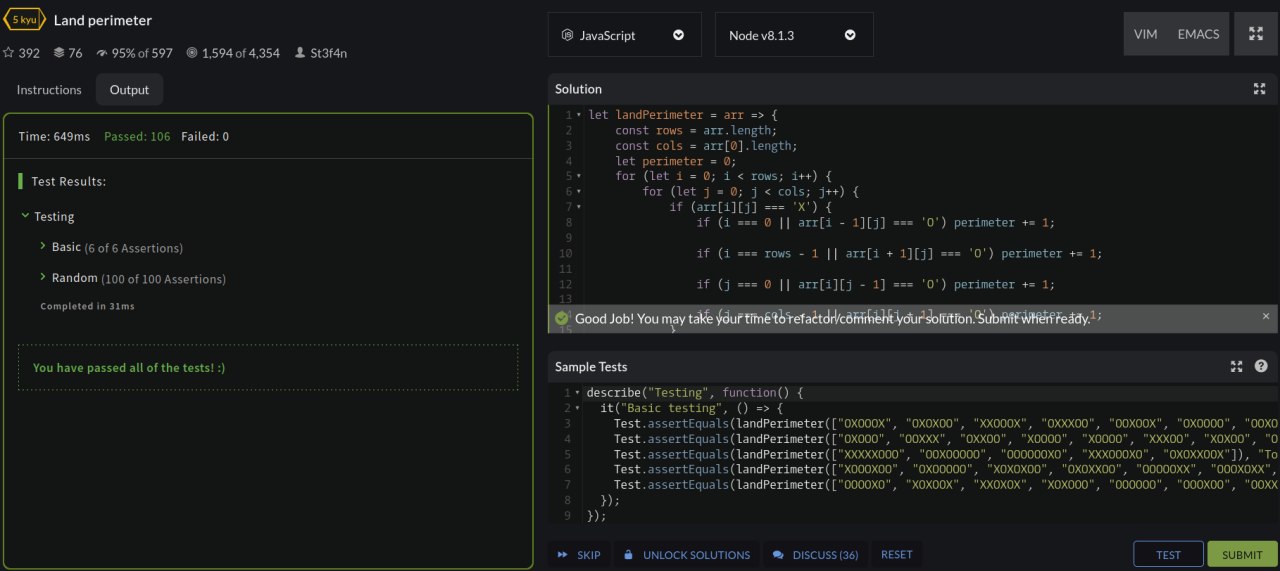 5 kyu Land perimeter
392 76 95% of 597 1,594 of 4,354 St3f4n
Instructions Output
Time: 649ms Passed: 106 Failed: 0
Test Results:
Testing
Basic (6 of 6 Assertions)
Random (100 of 100 Assertions)
Completed in 31ms
You have passed all of the tests! :)
JavaScript Node v8.1.3 VIM EMACS
Solution
1 let landPerimeter = arr => {
2 const rows = arr.length;
3 const cols = arr[0].length;
4 let perimeter = 0;
5 for (let i = 0; i < rows; i++) {
6 for (let j = 0; j < cols; j++) {
7 if (arr[i][j] === 'X') {
8 if (i === 0 || arr[i - 1][j] === 'O') perimeter += 1;
9
10 if (i === rows - 1 || arr[i + 1][j] === 'O') perimeter += 1;
11
12 if (j === 0 || arr[i][j - 1] === 'O') perimeter += 1;
13
14 if (j === cols - 1 || arr[i][j + 1] === 'O') perimeter += 1;
Good Job! You may take your time to refactor/comment your solution. Submit when ready.
15 }
Sample Tests
1 describe("Testing", function() {
2 it("Basic testing", () => {
3 Test.assertEquals(landPerimeter(["OXOOOX", "OXOXOO", "XXOOOX", "OXXXOO", "OOXOOX", "OXOOOO", "OOXO
4 Test.assertEquals(landPerimeter(["OXOOO", "OOXXX", "OXXOO", "XOOOO", "XOOOO", "XXXOO", "XOXOO", "O
5 Test.assertEquals(landPerimeter(["XXXXXOOO", "OOXOOOOO", "OOOOOOXO", "XXXOOOXO", "OXOXXOOX"]), "To
6 Test.assertEquals(landPerimeter(["XOOOXOO", "OXOOOOO", "XOXOXOO", "OXOXXOO", "OOOOOXX", "OOOXOXX",
7 Test.assertEquals(landPerimeter(["OOOOXO", "XOXOOX", "XXOXOX", "XOXOOO", "OOOOOO", "OOOXOO", "OOXX
8 });
9 });
SKIP UNLOCK SOLUTIONS DISCUSS (36) RESET TEST SUBMIT